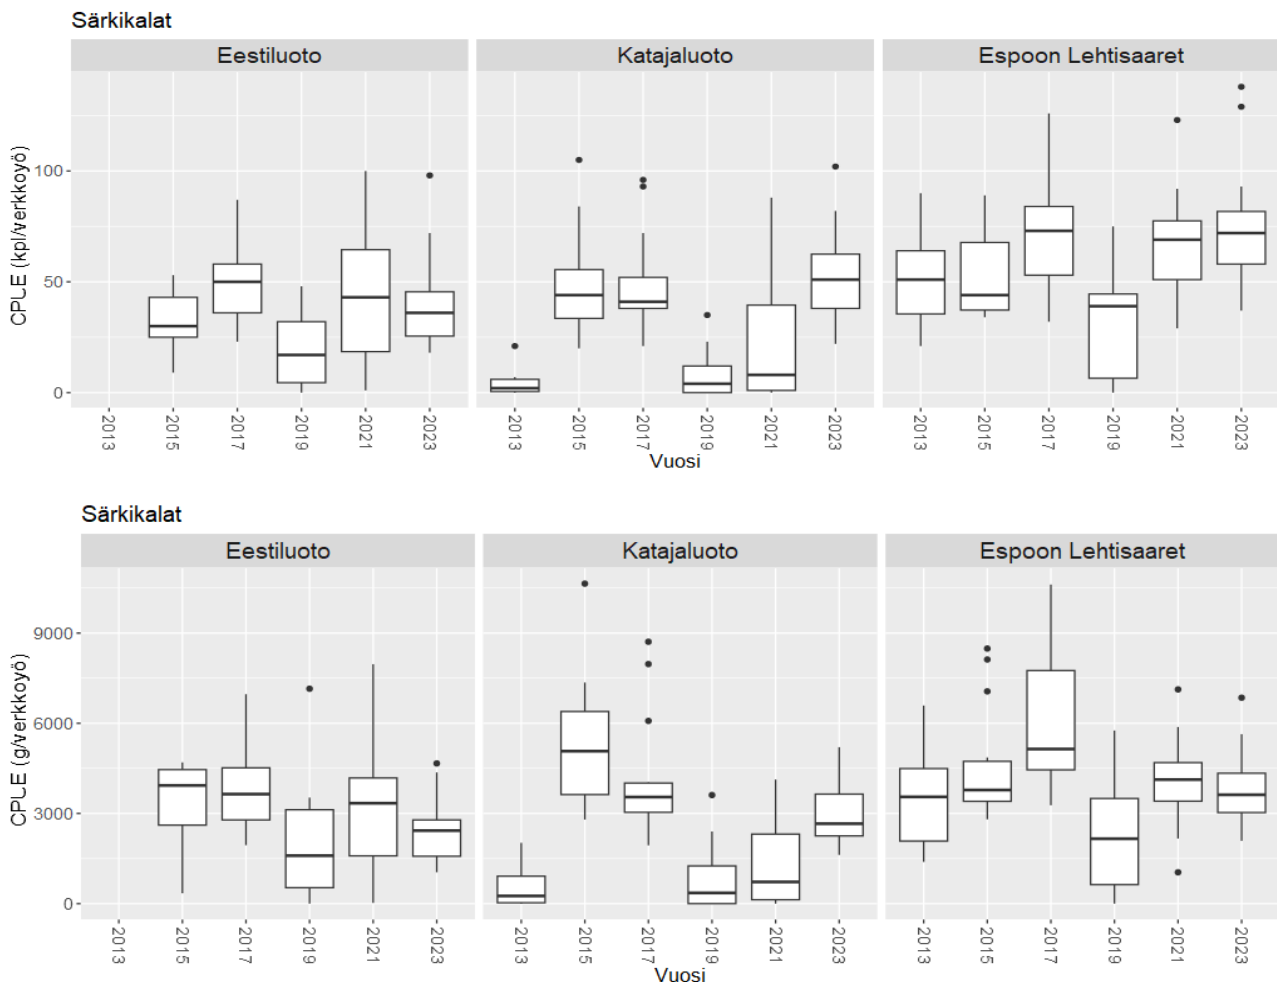 Särkikalat
Eestiluoto Katajaluoto Espoon Lehtisaaret
CPLE (kpl/verkkoyö)
100
50
0
2013 2015 2017 2019 2021 2023 2013 2015 2017 2019 2021 2023 2013 2015 2017 2019 2021 2023
Vuosi
Särkikalat
Eestiluoto Katajaluoto Espoon Lehtisaaret
CPLE (g/verkkoyö)
9000
6000
3000
0
2013 2015 2017 2019 2021 2023 2013 2015 2017 2019 2021 2023 2013 2015 2017 2019 2021 2023
Vuosi